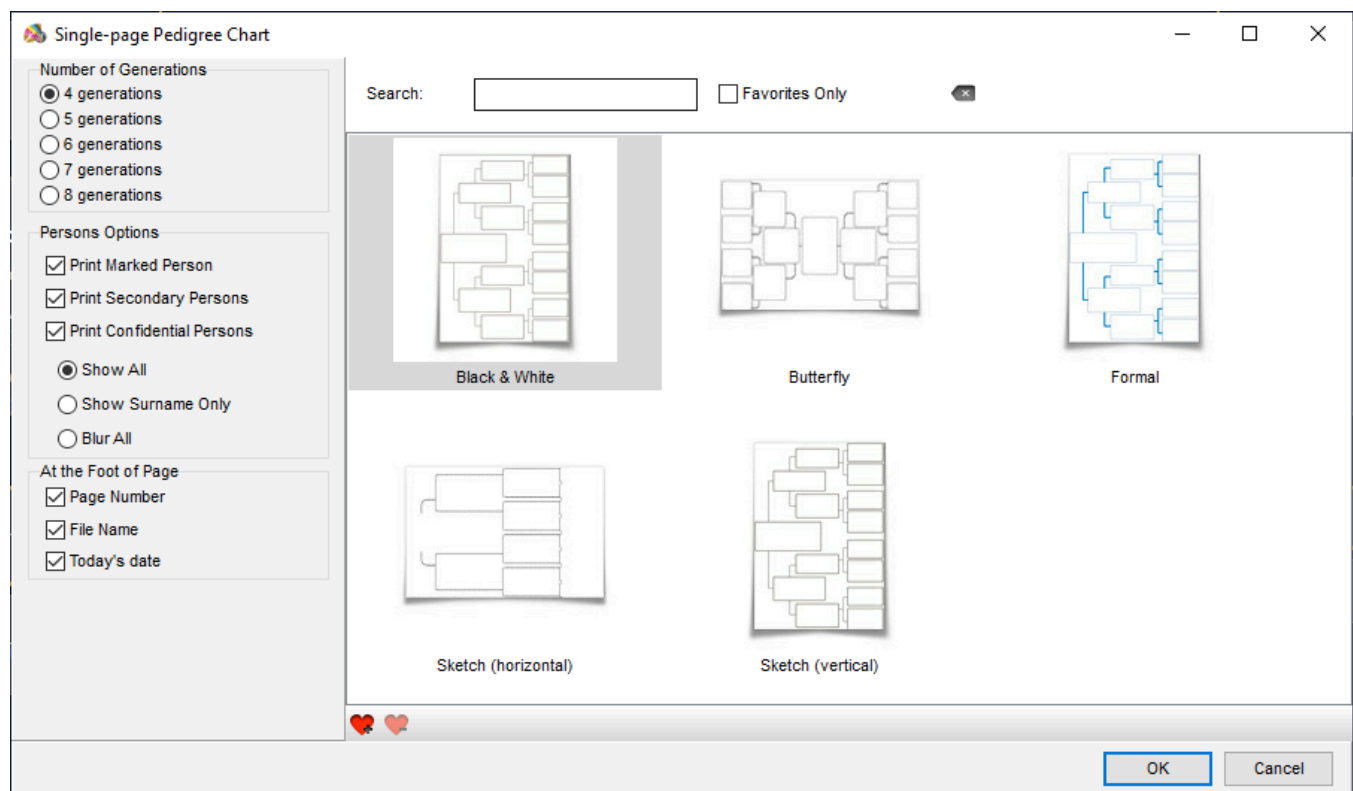 Single-page Pedigree Chart
Number of Generations
4 generations
5 generations
6 generations
7 generations
8 generations
Persons Options
Print Marked Person
Print Secondary Persons
Print Confidential Persons
Show All
Show Surname Only
Blur All
At the Foot of Page
Page Number
File Name
Today's date
Search:
Favorites Only
Black & White
Butterfly
Formal
Sketch (horizontal)
Sketch (vertical)
OK
Cancel